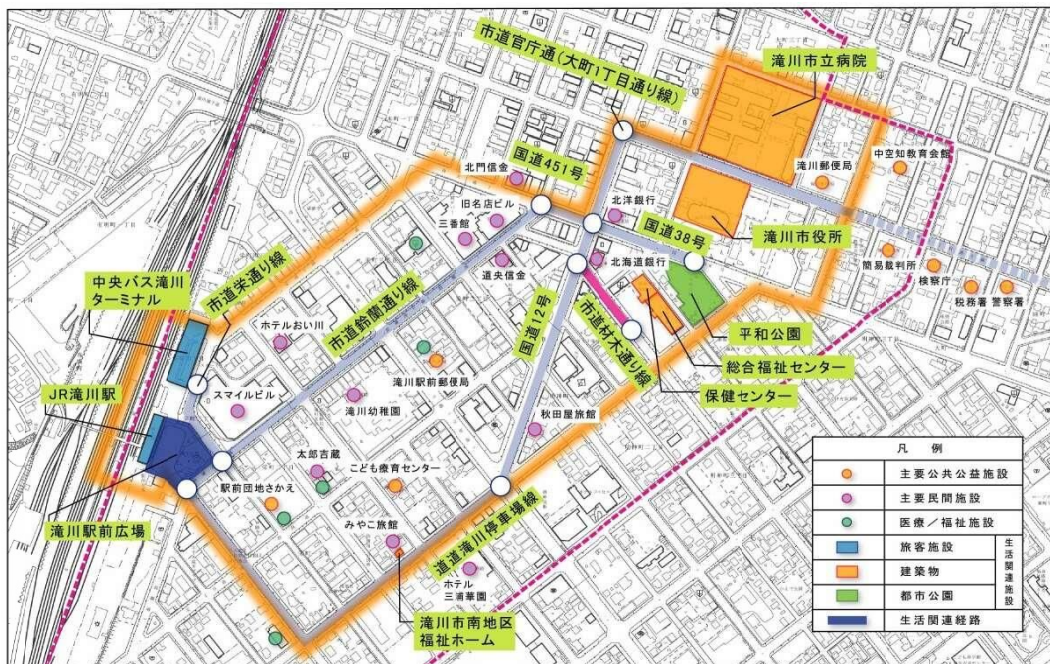 市道官庁通(大町1丁目通り線)
滝川市立病院
中空知教育会館
滝川郵便局
国道451号
北門信金
旧名店ビル
三番館
北洋銀行
国道38号
滝川市役所
北海道銀行
道央信金
簡易裁判所
検察庁
税務署
警察署
中央バス滝川
ターミナル
市道栄通り線
市道鈴蘭通り線
国道12号
市道材木通り線
平和公園
総合福祉センター
保健センター
ホテルおい川
滝川駅前郵便局
JR滝川駅
スマイルビル
滝川幼稚園
秋田屋旅館
太郎吉蔵
こども療育センター
駅前団地さかえ
滝川駅前広場
みやこ旅館
道道滝川停車場線
ホテル
三浦華園
滝川市南地区
福祉ホーム
凡例
主要公共公益施設
主要民間施設
医療/福祉施設
旅客施設
建築物
都市公園
生活関連施設
生活関連経路